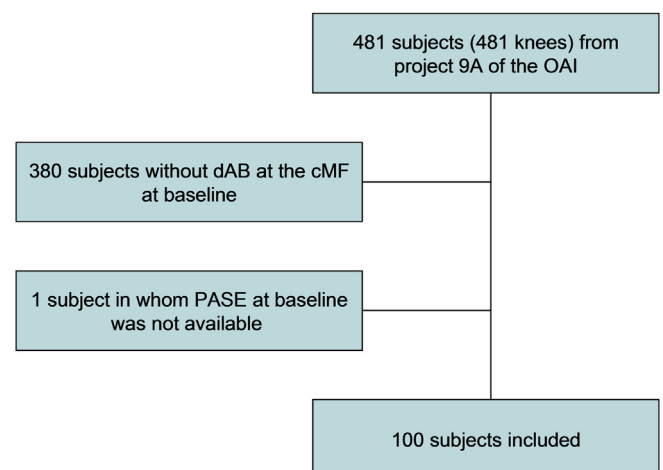 481 subjects (481 knees) from
project 9A of the OAI
380 subjects without dAB at the cMF
at baseline
1 subject in whom PASE at baseline
was not available
100 subjects included